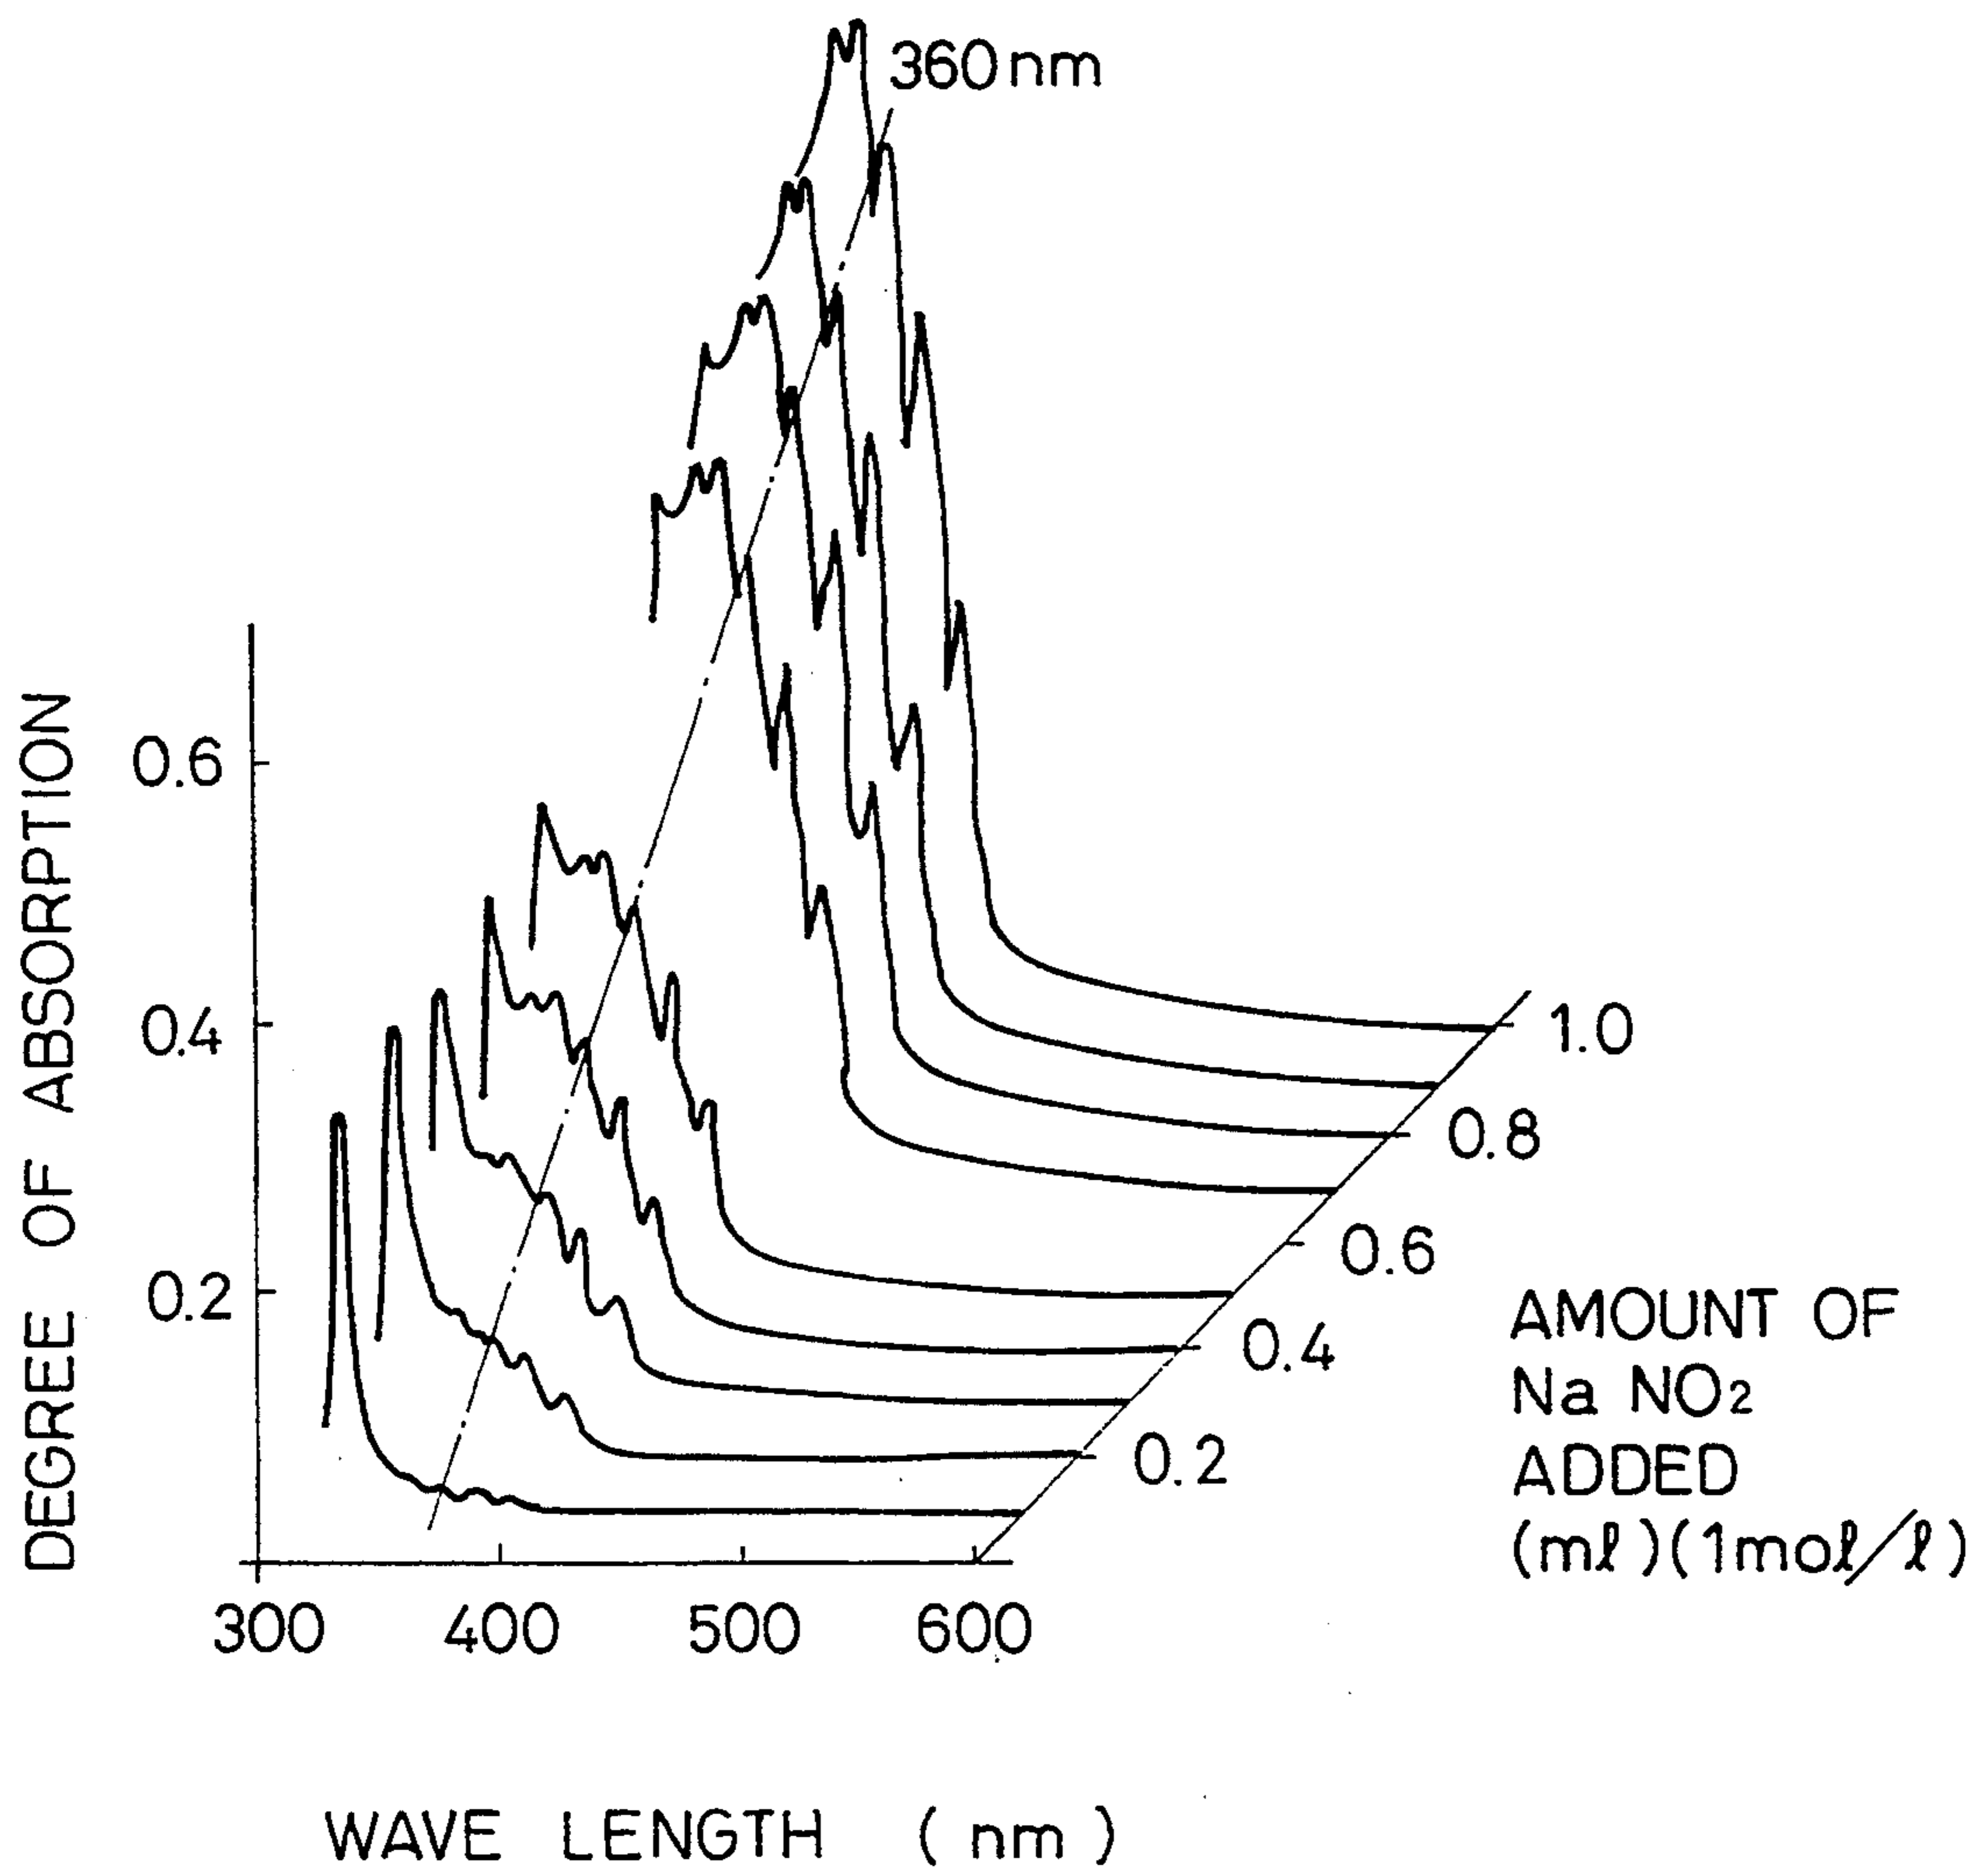 360nm
DEGREE OF ABSORPTION
0.6
0.4
0.2
300 400 500 600
WAVE LENGTH (nm)
1.0
0.8
0.6
0.4
0.2
AMOUNT OF
Na NO2
ADDED
(mℓ)(1moℓ/ℓ)